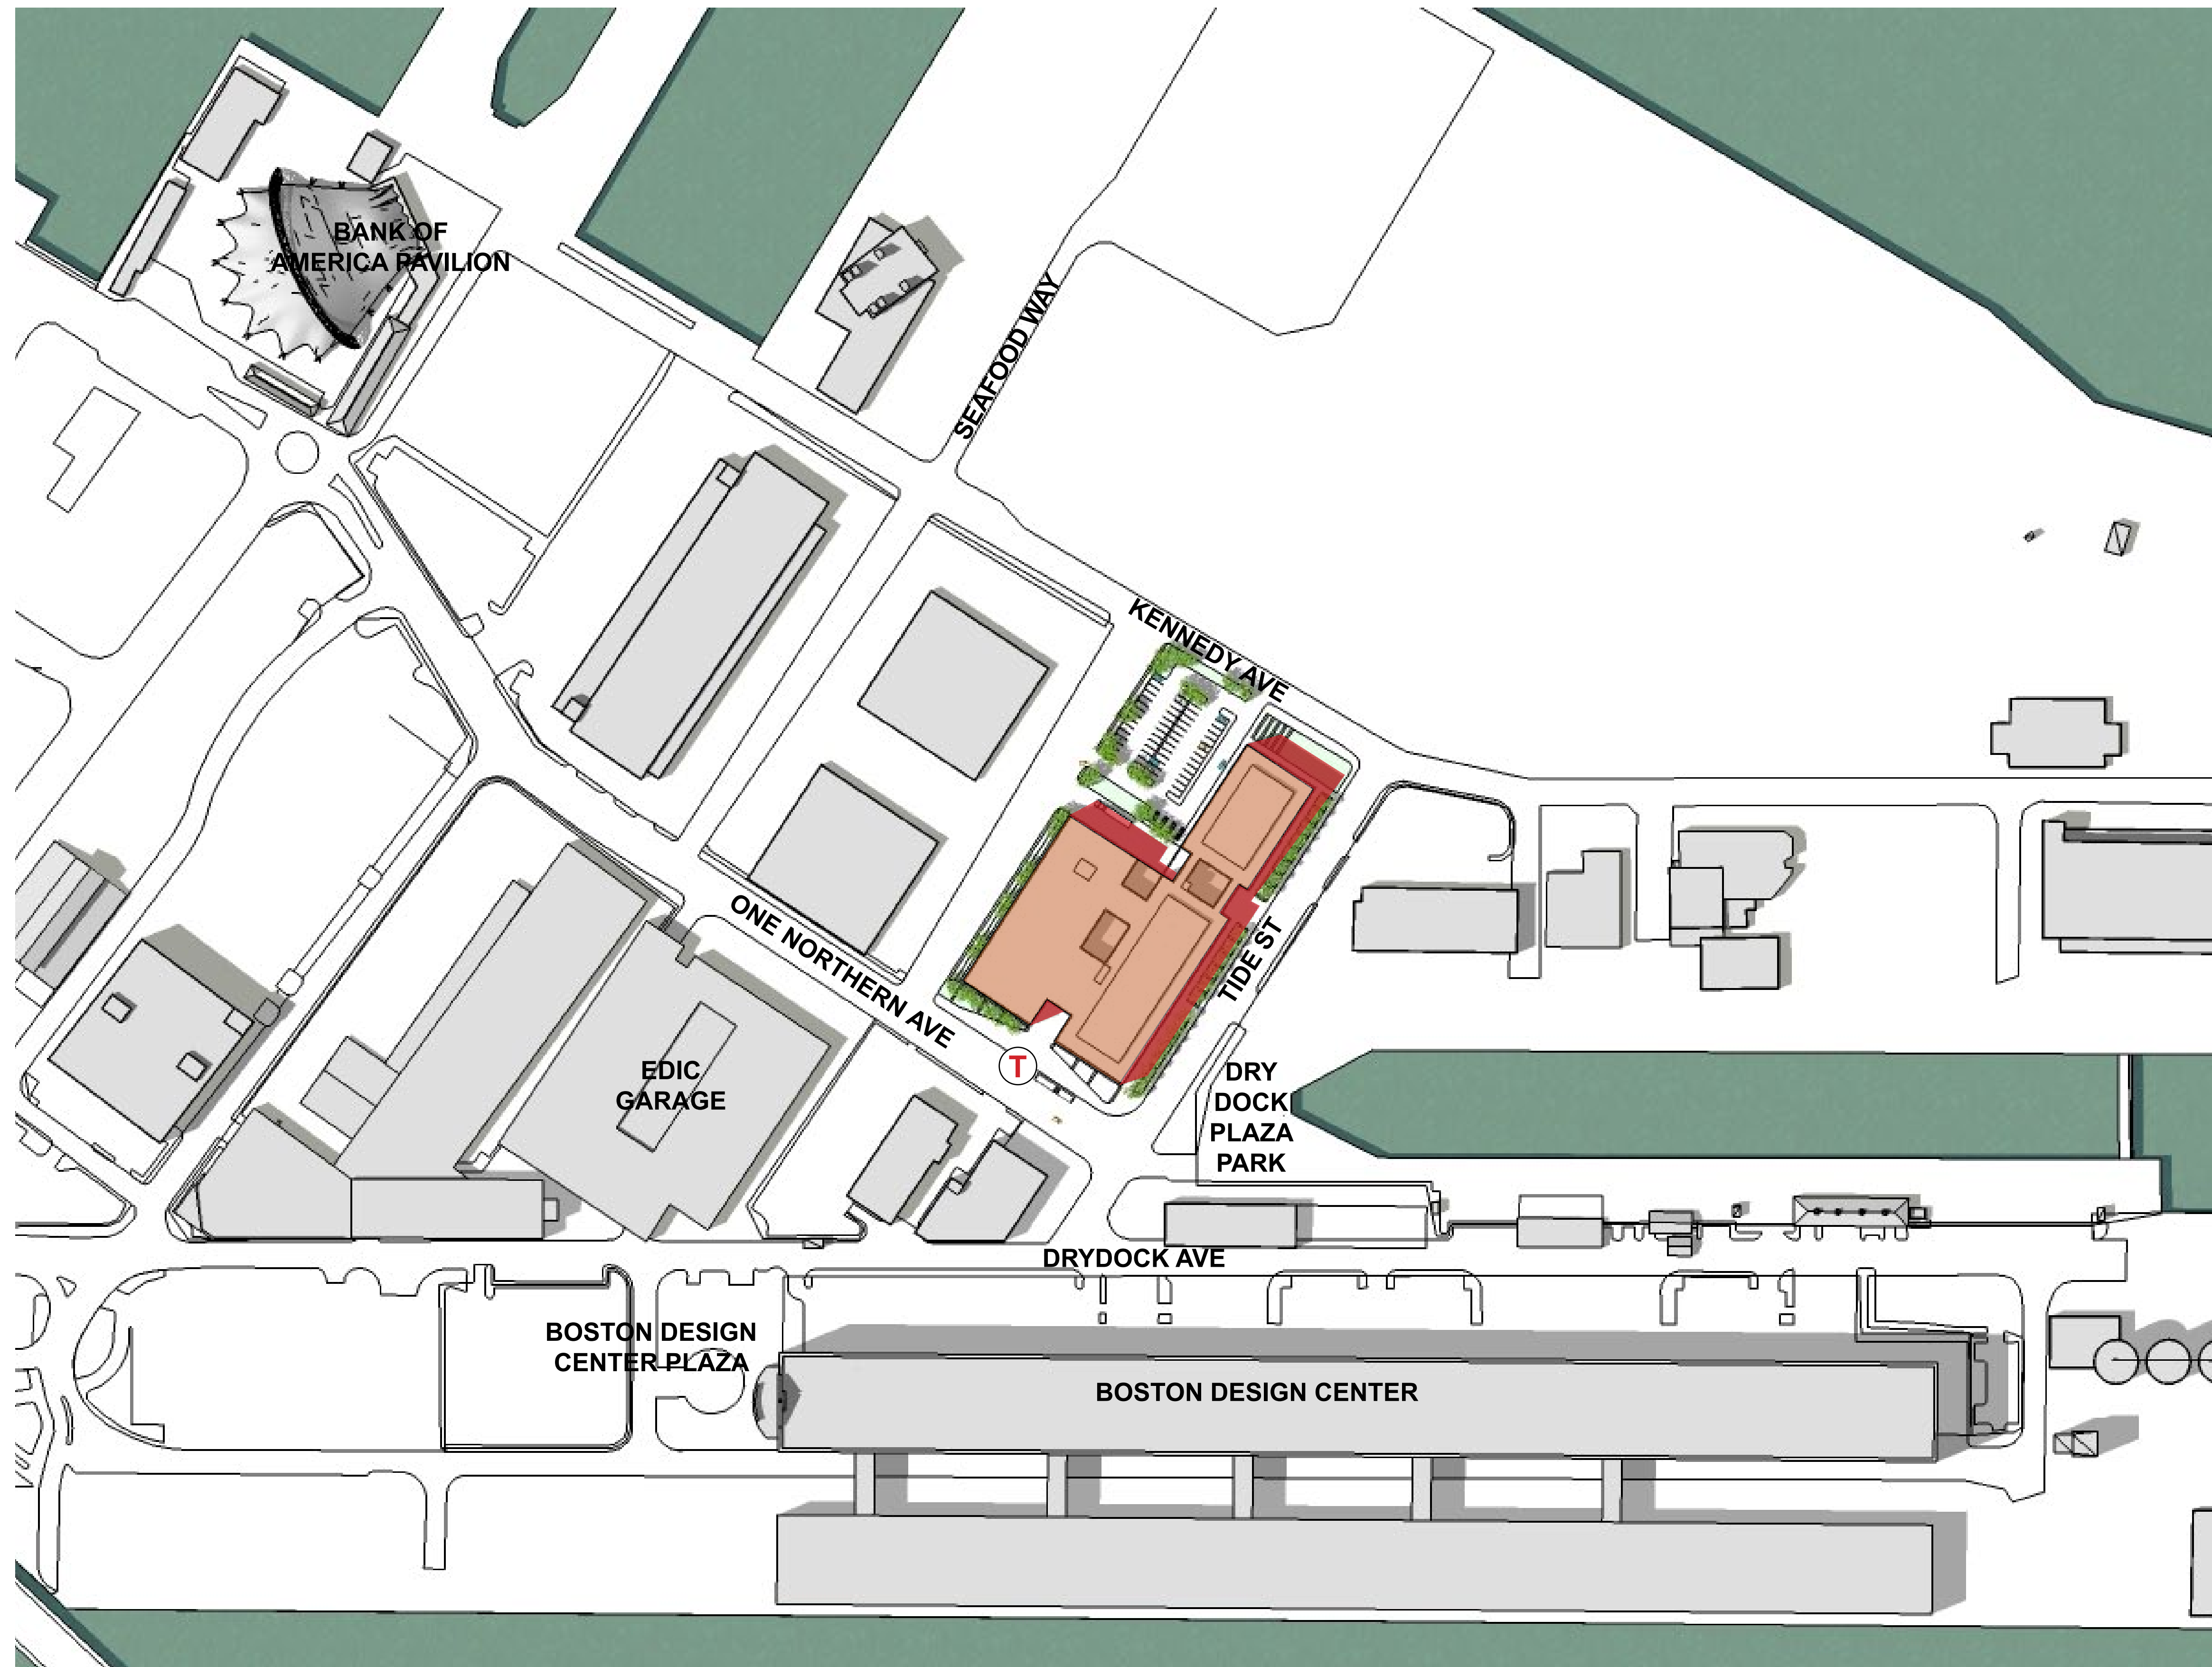 BANK OF
AMERICA PAVILION
SEAFOOD WAY
KENNEDY AVE
ONE NORTHERN AVE
TIDE ST
T
EDIC
GARAGE
DRY
DOCK
PLAZA
PARK
DRYDOCK AVE
BOSTON DESIGN
CENTER PLAZA
BOSTON DESIGN CENTER